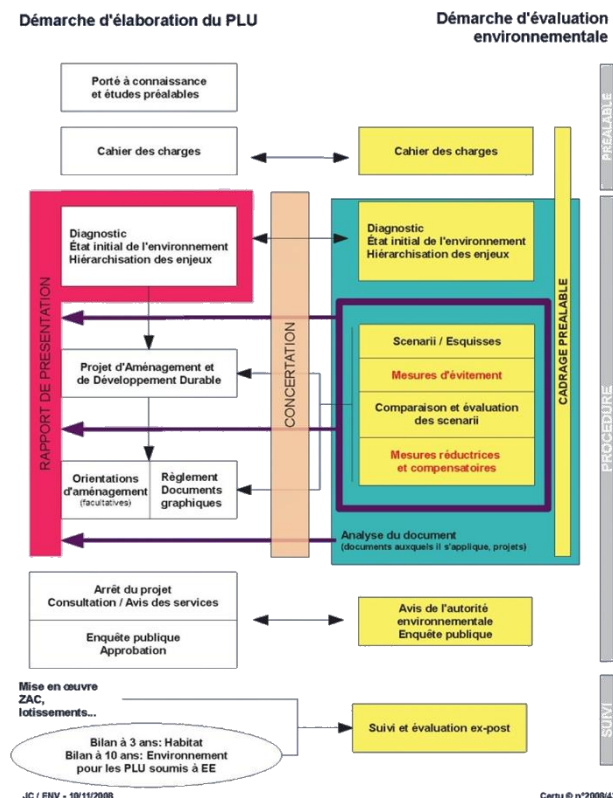 Démarche d'élaboration du PLU
Démarche d'évaluation
environnementale
Porté à connaissance
et études préalables
Cahier des charges
Cahier des charges
PRÉALABLE
Diagnostic
État initial de l'environnement
Hiérarchisation des enjeux
Diagnostic
État initial de l'environnement
Hiérarchisation des enjeux
RAPPORT DE PRESENTATION
CONCERTATION
CADRAGE PREALABLE
PROCEDURE
Scenarii / Esquisses
Mesures d'évitement
Comparaison et évaluation
des scenarii
Mesures réductrices
et compensatoires
Projet d'Aménagement et
de Développement Durable
Orientations
d'aménagement
(facultatives)
Règlement
Documents
graphiques
Analyse du document
(documents auxquels il s'applique, projets)
Arrêt du projet
Consultation / Avis des services
Enquête publique
Approbation
Avis de l'autorité
environnementale
Enquête publique
Mise en œuvre
ZAC,
lotissements...
Bilan à 3 ans: Habitat
Bilan à 10 ans: Environnement
pour les PLU soumis à EE
Suivi et évaluation ex-post
SUIVI
JC / ENV - 10/11/2008
Certu ©